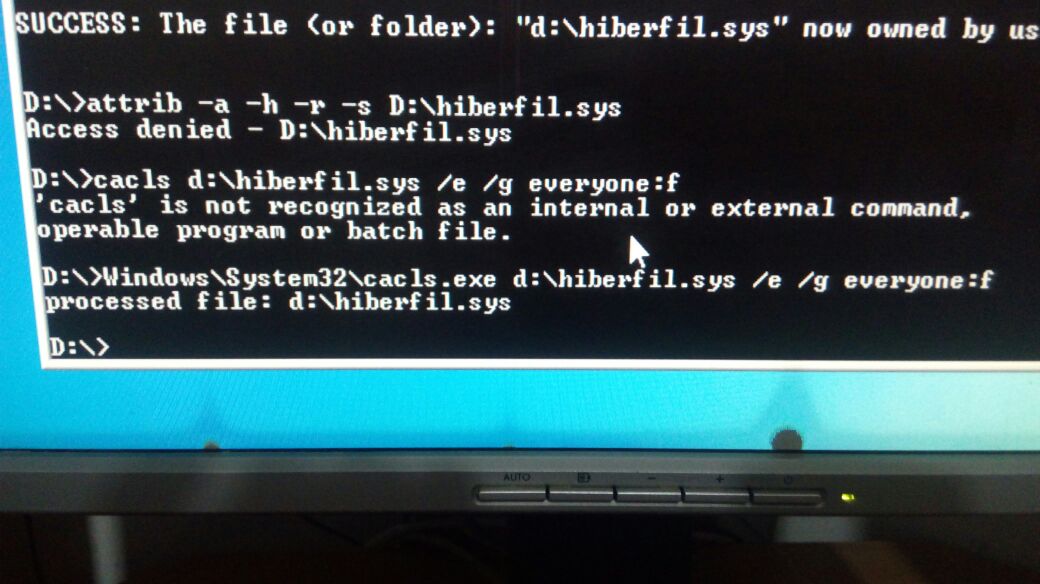 SUCCESS: The file (or folder): "d:\hiberfil.sys" now owned by us
D:\>attrib -a -h -r -s D:\hiberfil.sys
Access denied - D:\hiberfil.sys
D:\>cacls d:\hiberfil.sys /e /g everyone:f
'cacls' is not recognized as an internal or external command,
operable program or batch file.
D:\>Windows\System32\cacls.exe d:\hiberfil.sys /e /g everyone:f
processed file: d:\hiberfil.sys
D:\>
AUTO - +